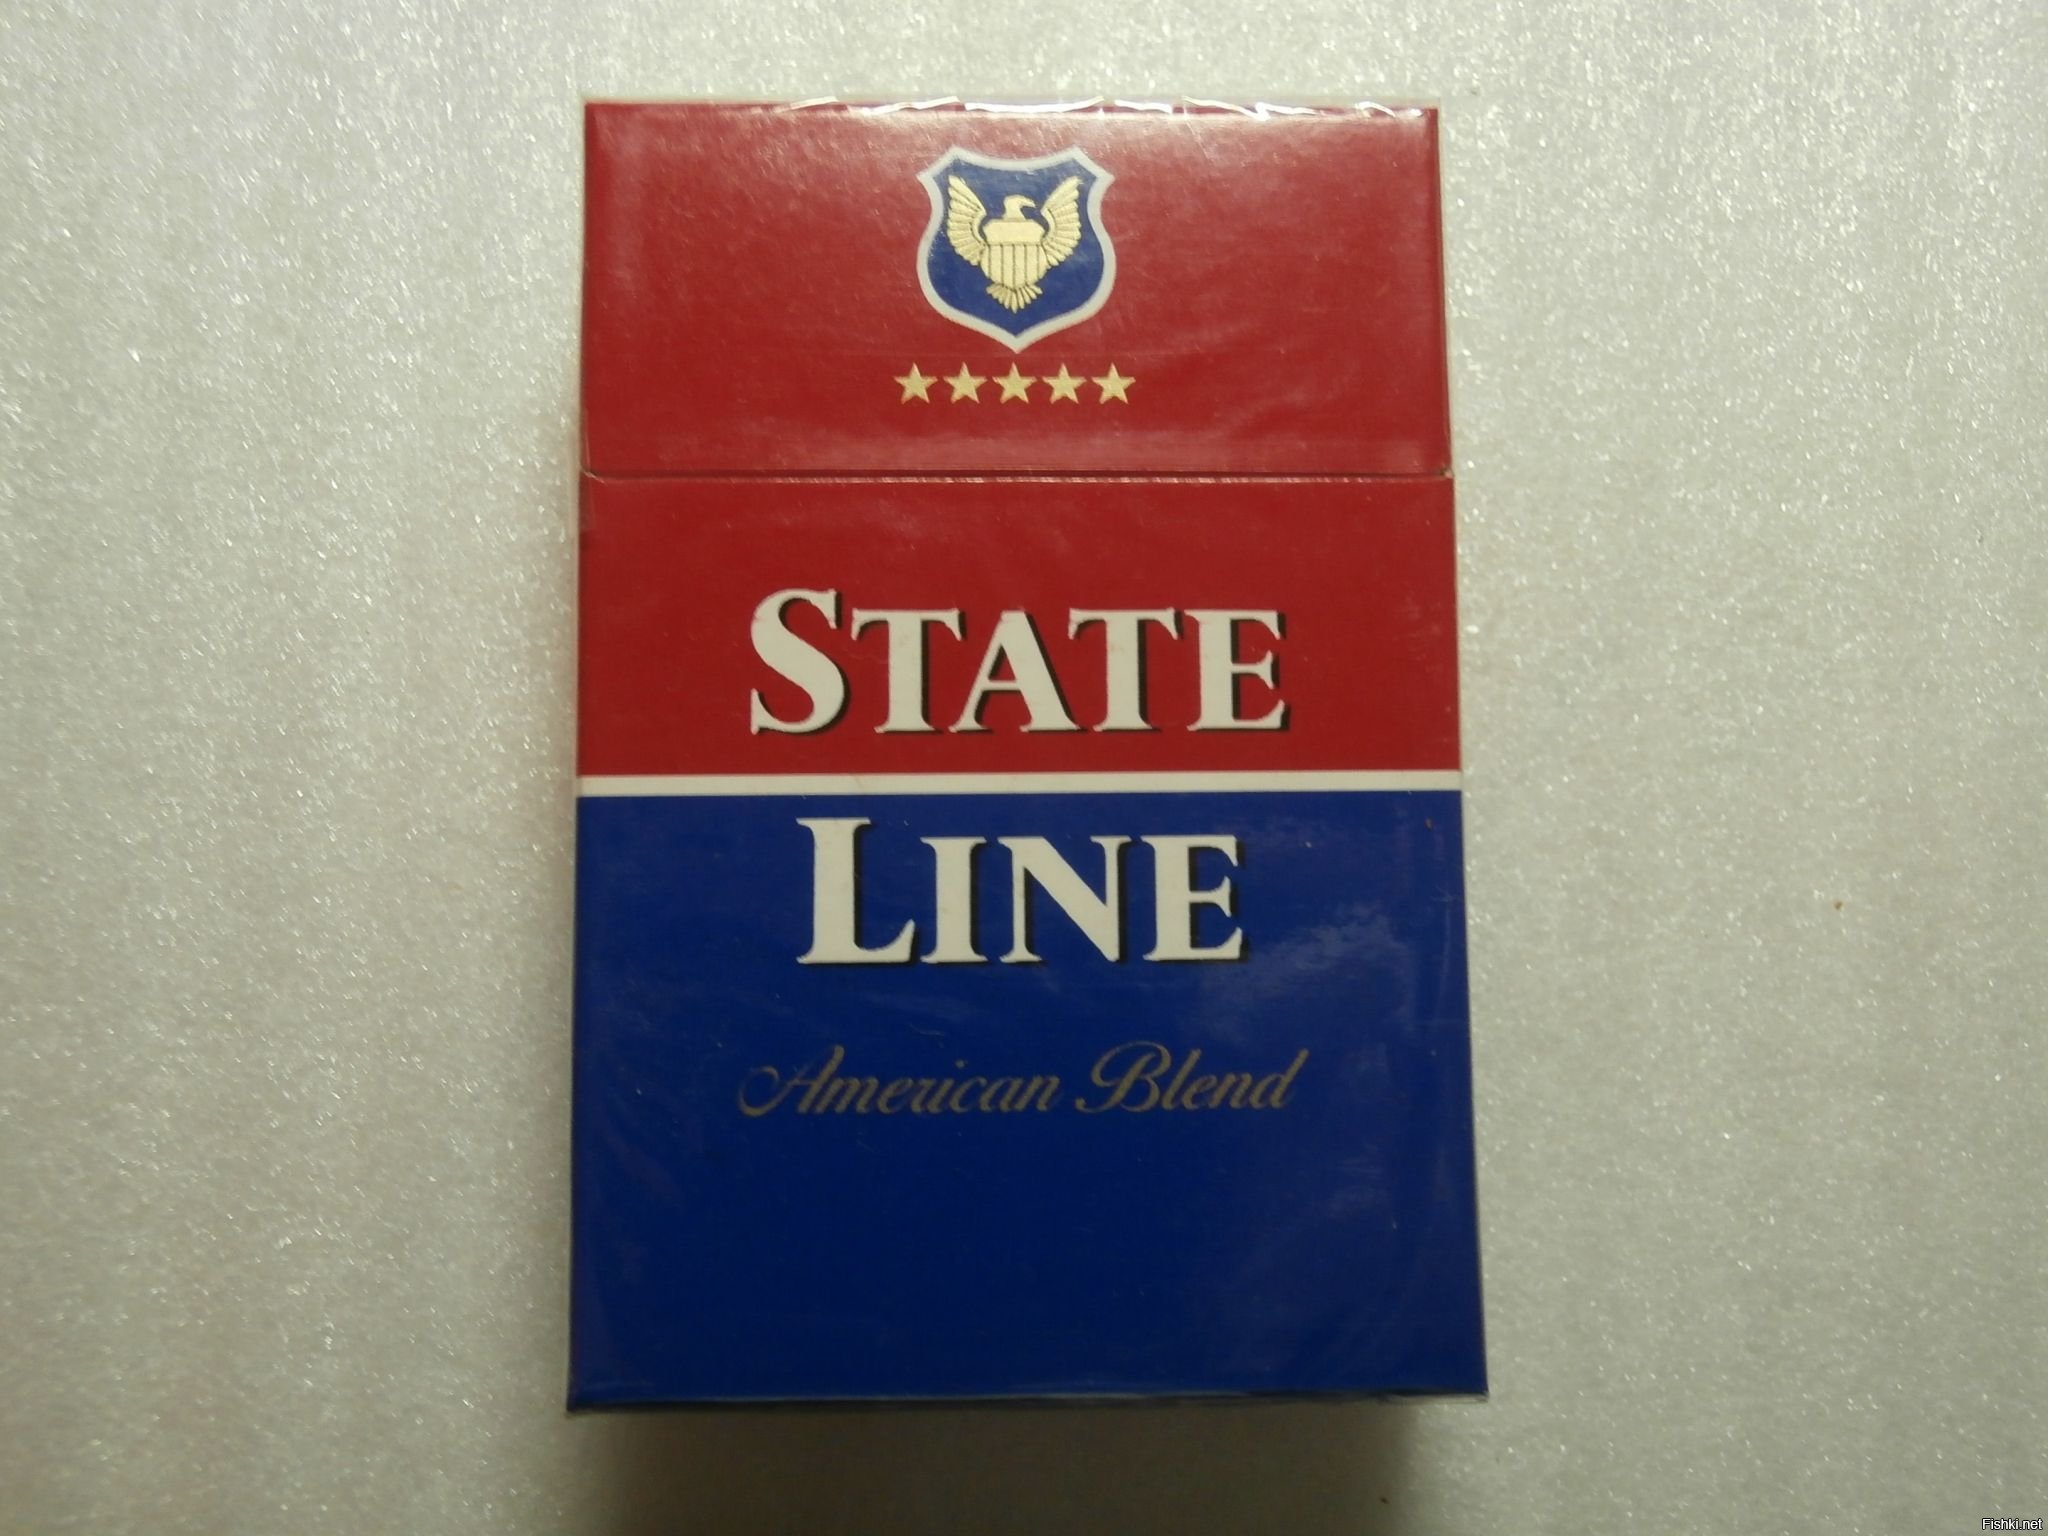 STATE
LINE
American Blend
Fishki.net